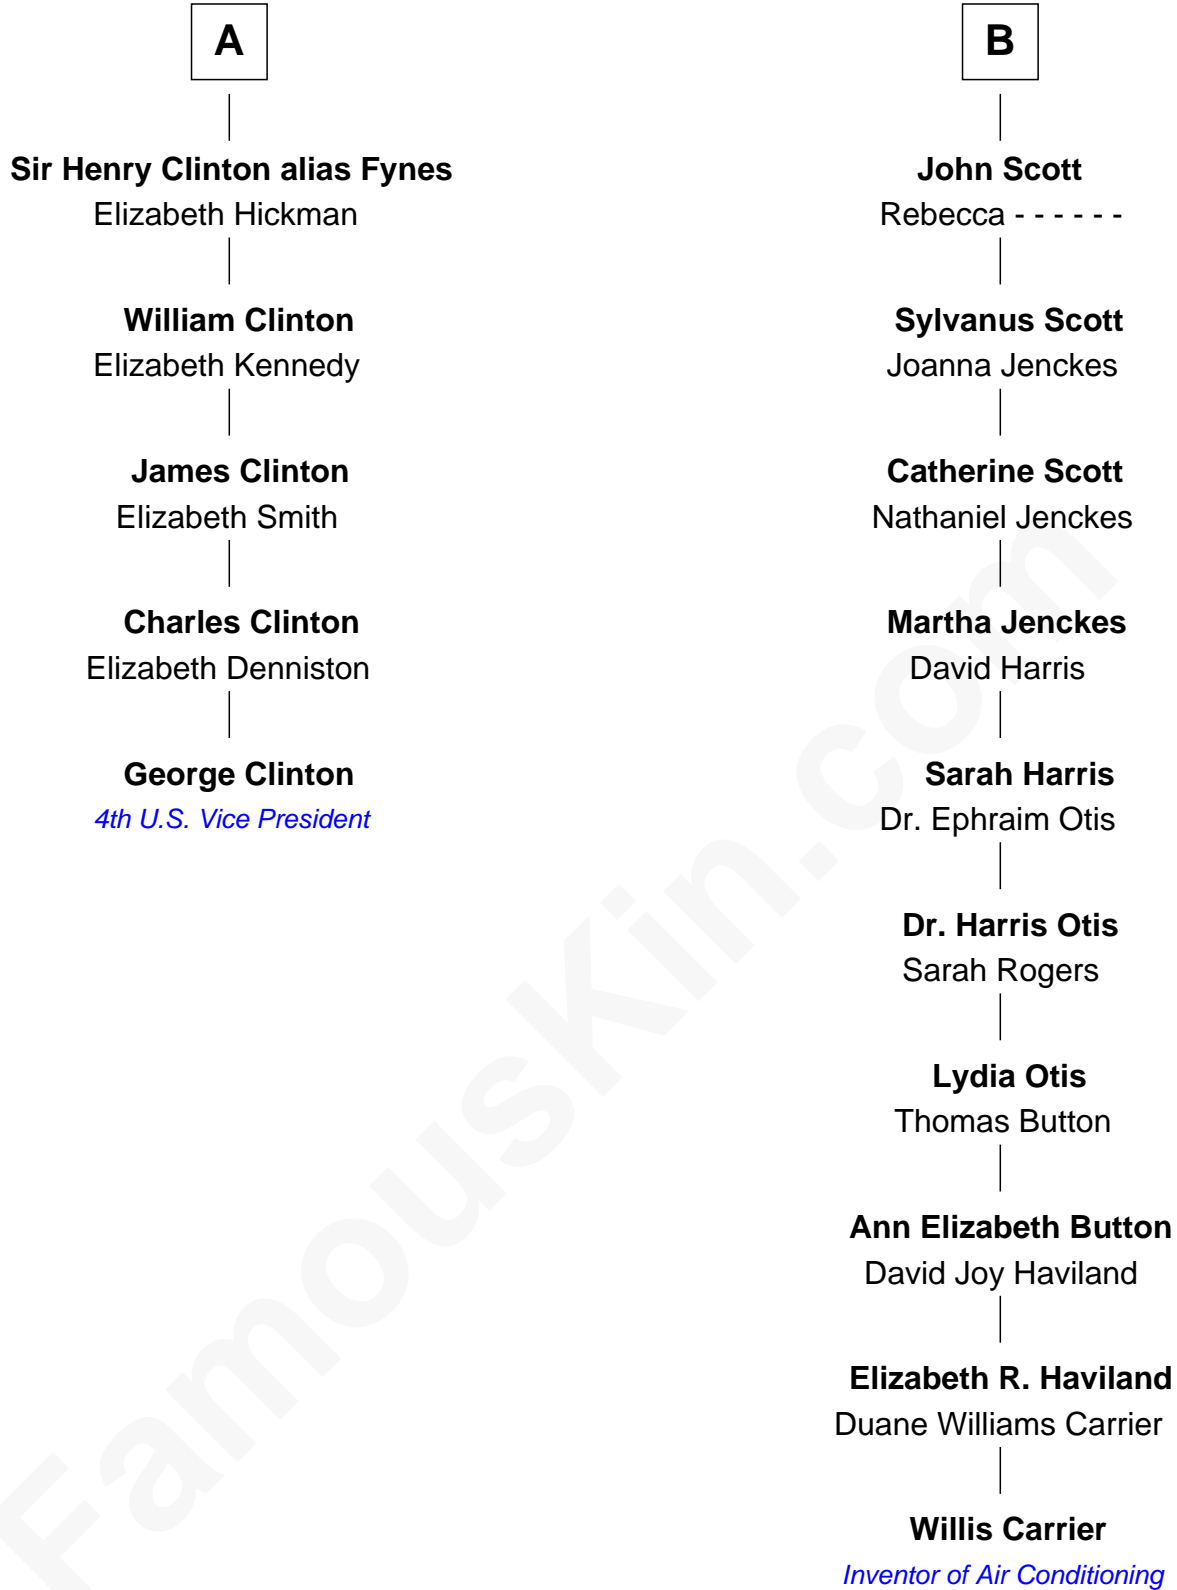 A
Sir Henry Clinton alias Fynes
Elizabeth Hickman
William Clinton
Elizabeth Kennedy
James Clinton
Elizabeth Smith
Charles Clinton
Elizabeth Denniston
George Clinton
4th U.S. Vice President
B
John Scott
Rebecca - - - - - -
Sylvanus Scott
Joanna Jenckes
Catherine Scott
Nathaniel Jenckes
Martha Jenckes
David Harris
Sarah Harris
Dr. Ephraim Otis
Dr. Harris Otis
Sarah Rogers
Lydia Otis
Thomas Button
Ann Elizabeth Button
David Joy Haviland
Elizabeth R. Haviland
Duane Williams Carrier
Willis Carrier
Inventor of Air Conditioning
FamousKin.com